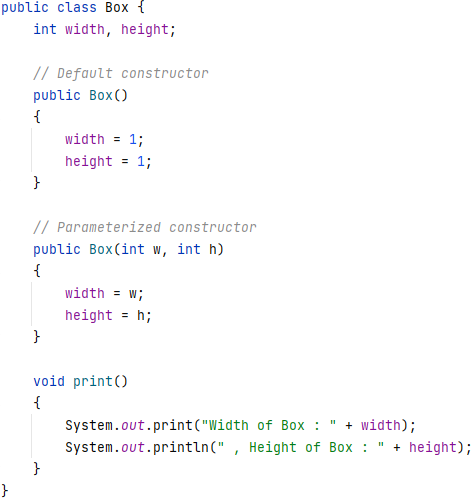 public class Box {
    int width, height;

    // Default constructor
    public Box()
    {
        width = 1;
        height = 1;
    }

    // Parameterized constructor
    public Box(int w, int h)
    {
        width = w;
        height = h;
    }

    void print()
    {
        System.out.print("Width of Box : " + width);
        System.out.println(" , Height of Box : " + height);
    }
}